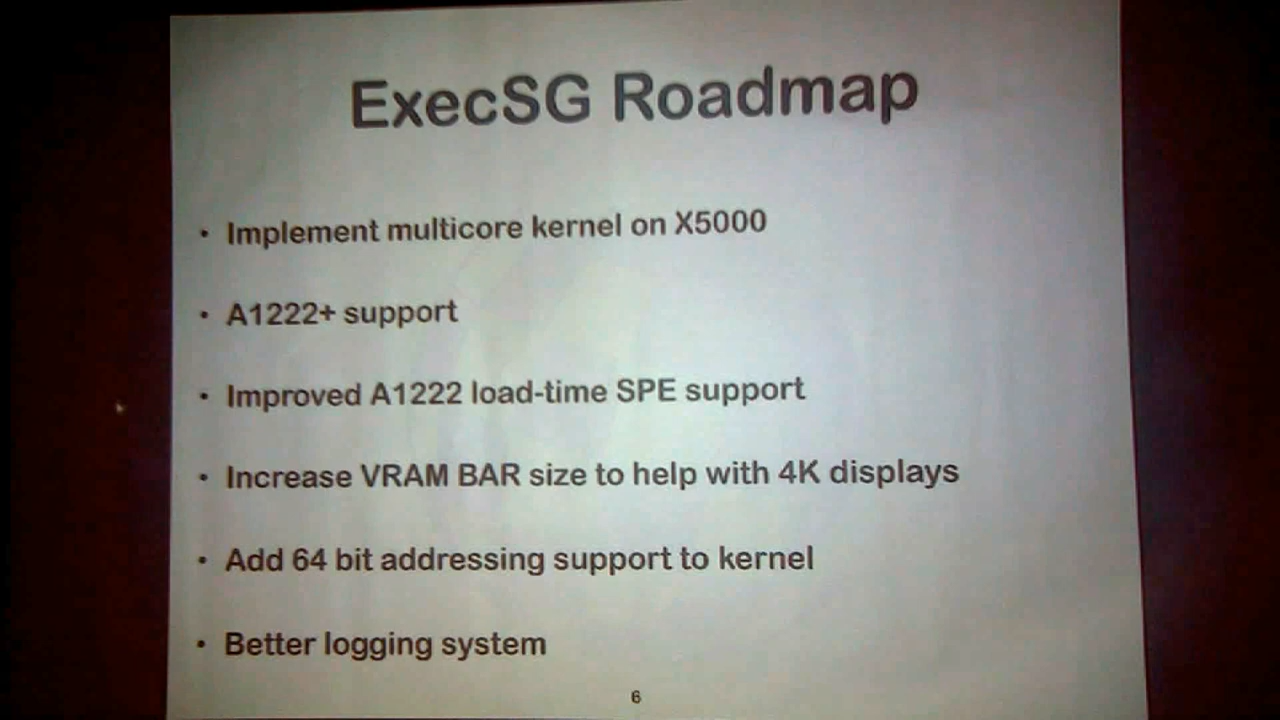 ExecSG Roadmap
• Implement multicore kernel on X5000
• A1222+ support
• Improved A1222 load-time SPE support
• Increase VRAM BAR size to help with 4K displays
• Add 64 bit addressing support to kernel
• Better logging system
6